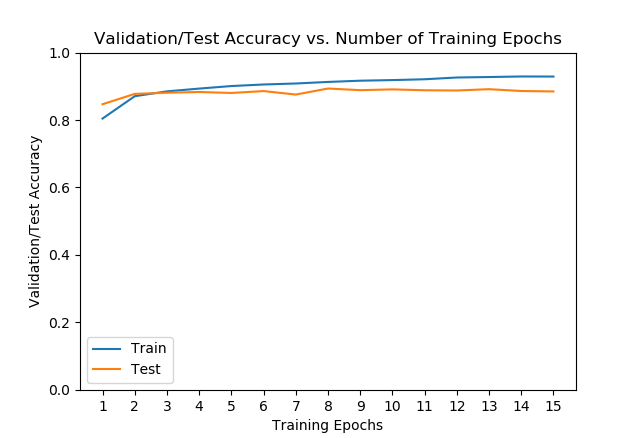 Validation/Test Accuracy vs. Number of Training Epochs
1.0
0.8
0.6
0.4
0.2
0.0
Validation/Test Accuracy
Train
Test
1 2 3 4 5 6 7 8 9 10 11 12 13 14 15
Training Epochs